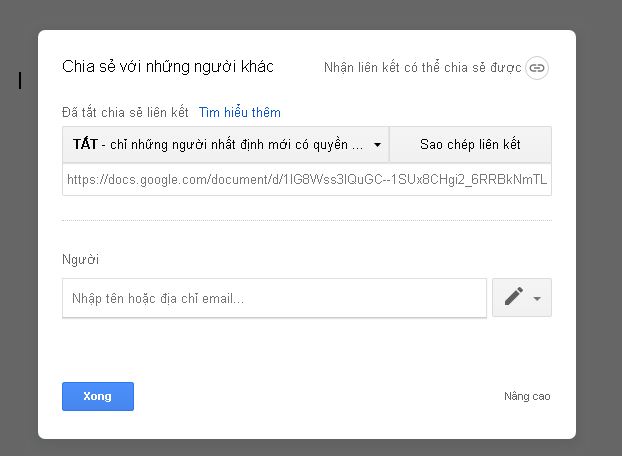 Chia sẻ với những người khác
Nhận liên kết có thể chia sẻ được
Đã tắt chia sẻ liên kết Tìm hiểu thêm
TẮT - chỉ những người nhất định mới có quyền ...
Sao chép liên kết
https://docs.google.com/document/d/1lG8Wss3lQuGC--1SUx8CHgi2_6RRBkNmTL
Người
Nhập tên hoặc địa chỉ email...
Xong
Nâng cao